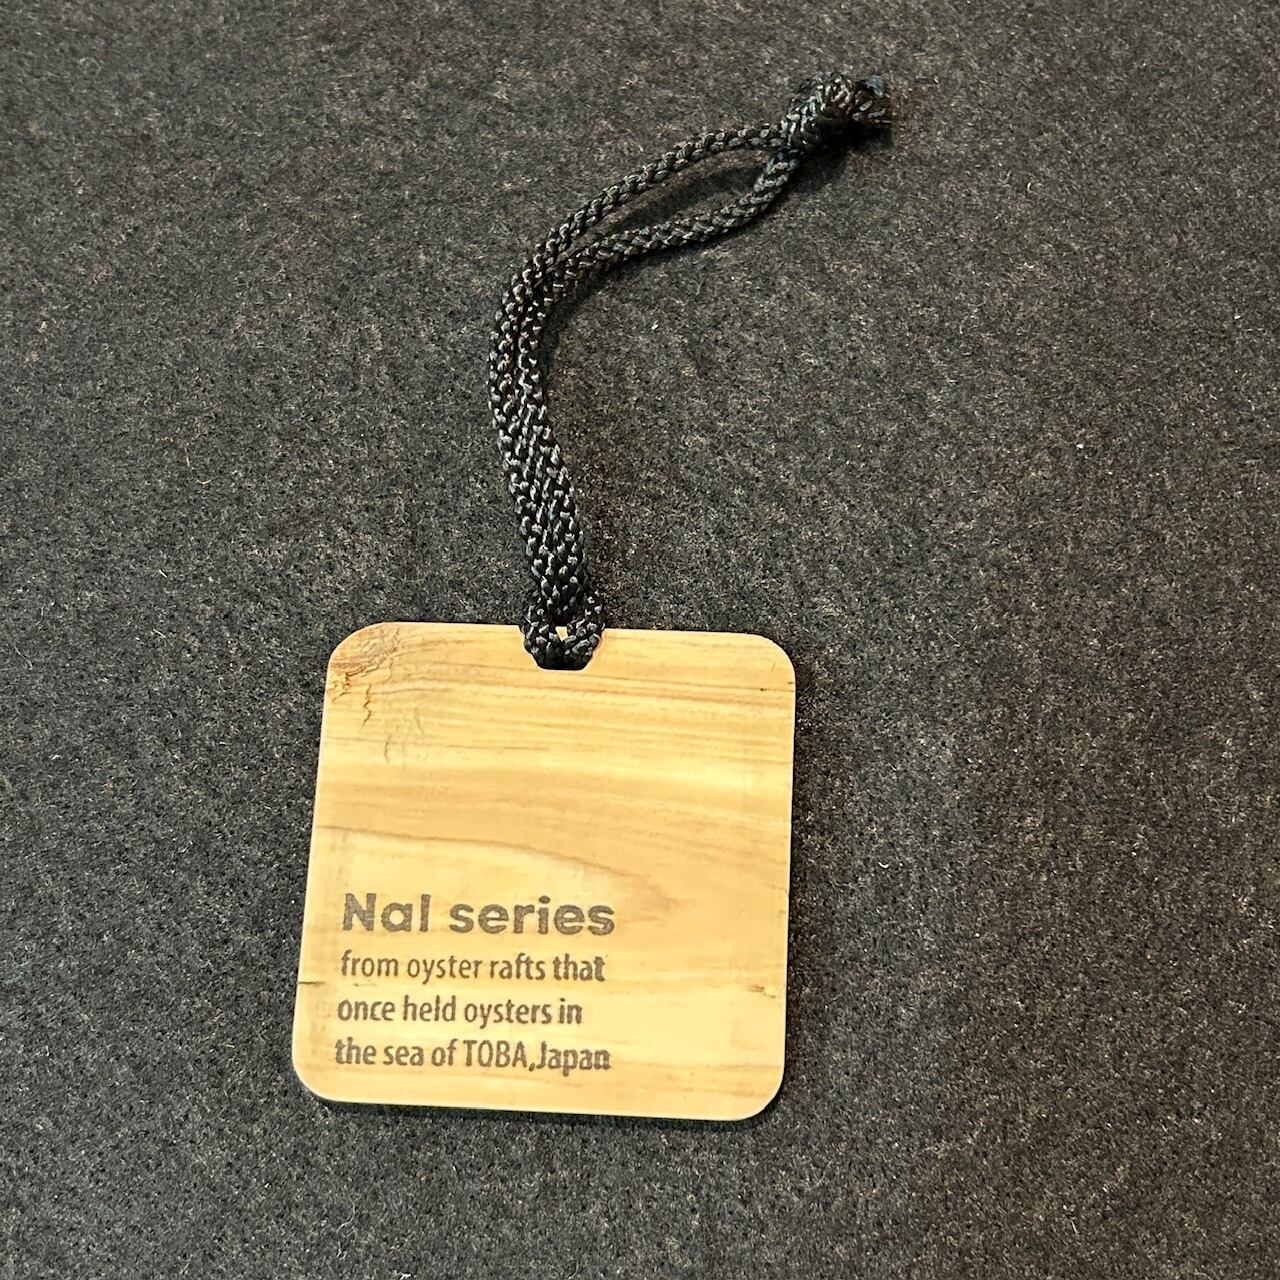 Nal series
from oyster rafts that
once held oysters in
the sea of TOBA,Japan